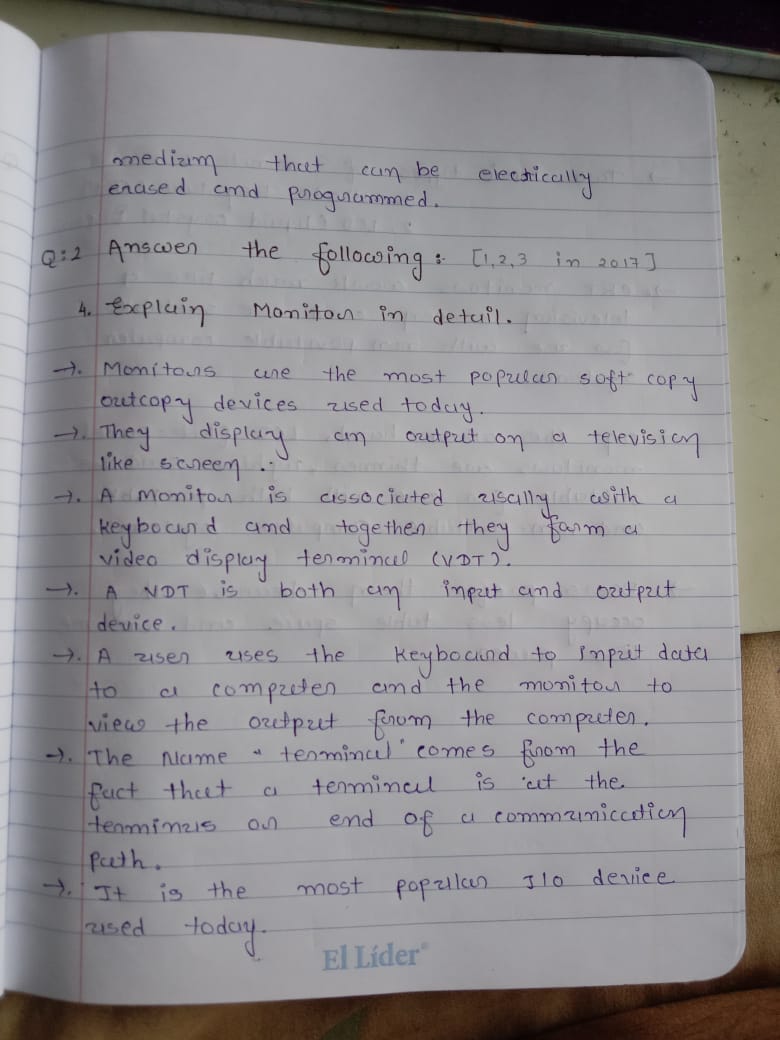 medium that can be electrically
erased and programmed.
Q:2 Answer the following :- [1,2,3 in 2017]
4. Explain Monitor in detail.
→. Monitors are the most popular soft copy
outcopy devices used today.
→. They display an output on a television
like screen.
→. A monitor is associated usally with a
keyboard and together they form a
video display terminal (VDT).
→. A VDT is both an input and output
device.
→. A user uses the keyboard to input data
to a computer and the monitor to
view the output from the computer.
→. The Name "terminal" comes from the
fact that a terminal is at the
terminus or end of a communication
path.
→. It is the most popular I/O device
used today.
El Líder®